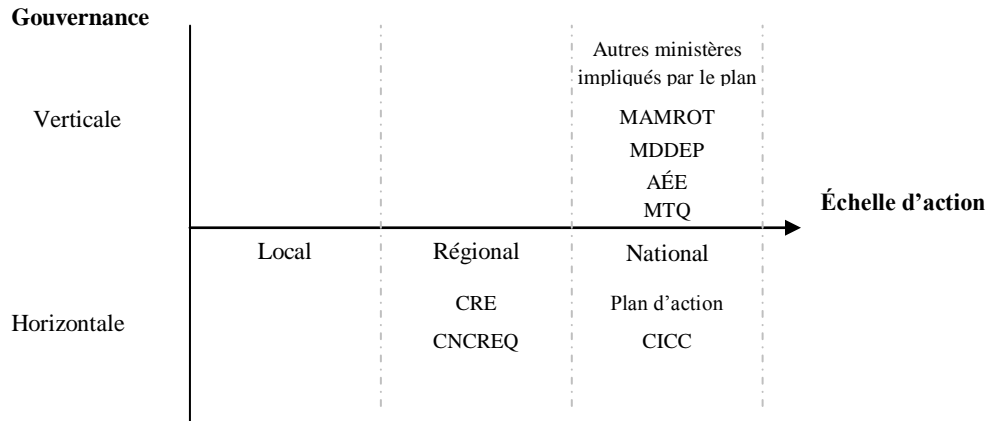 Gouvernance
Autres ministères
impliqués par le plan
Verticale
MAMROT
MDDEP
AÉE
MTQ
Échelle d’action
Local
Régional
National
CRE
Plan d’action
Horizontale
CNCREQ
CICC